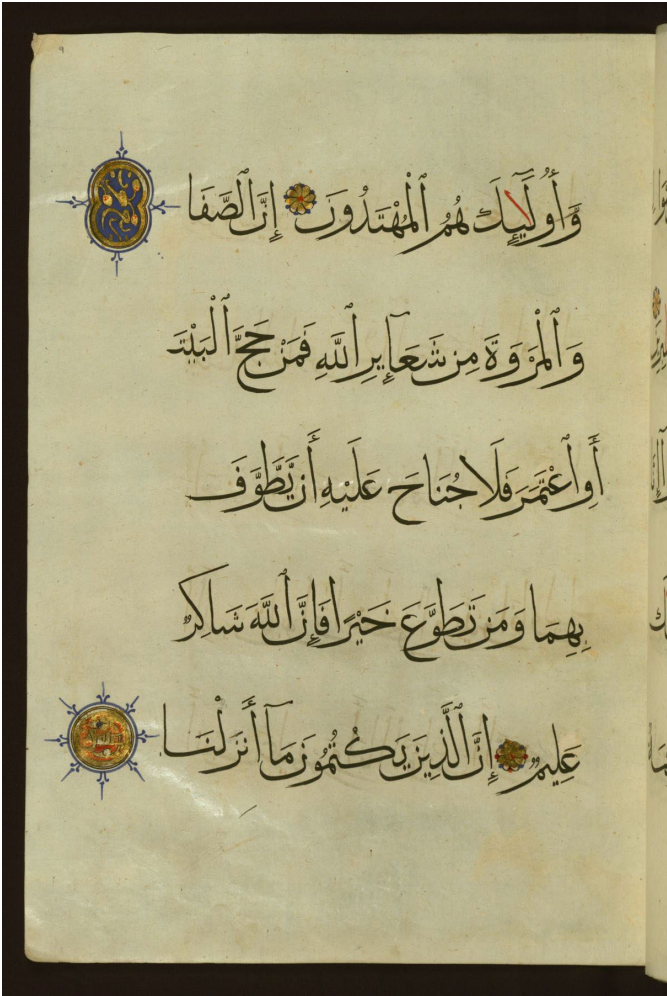 وَأُولَٰٓئِكَ هُمُ ٱلْمُهْتَدُونَ إِنَّ ٱلصَّفَا
وَٱلْمَرْوَةَ مِن شَعَآئِرِ ٱللَّهِ فَمَنْ حَجَّ ٱلْبَيْتَ
أَوِ ٱعْتَمَرَ فَلَا جُنَاحَ عَلَيْهِ أَن يَطَّوَّفَ
بِهِمَا وَمَن تَطَوَّعَ خَيْرًا فَإِنَّ ٱللَّهَ شَاكِرٌ
عَلِيمٌ إِنَّ ٱلَّذِينَ يَكْتُمُونَ مَآ أَنزَلْنَا